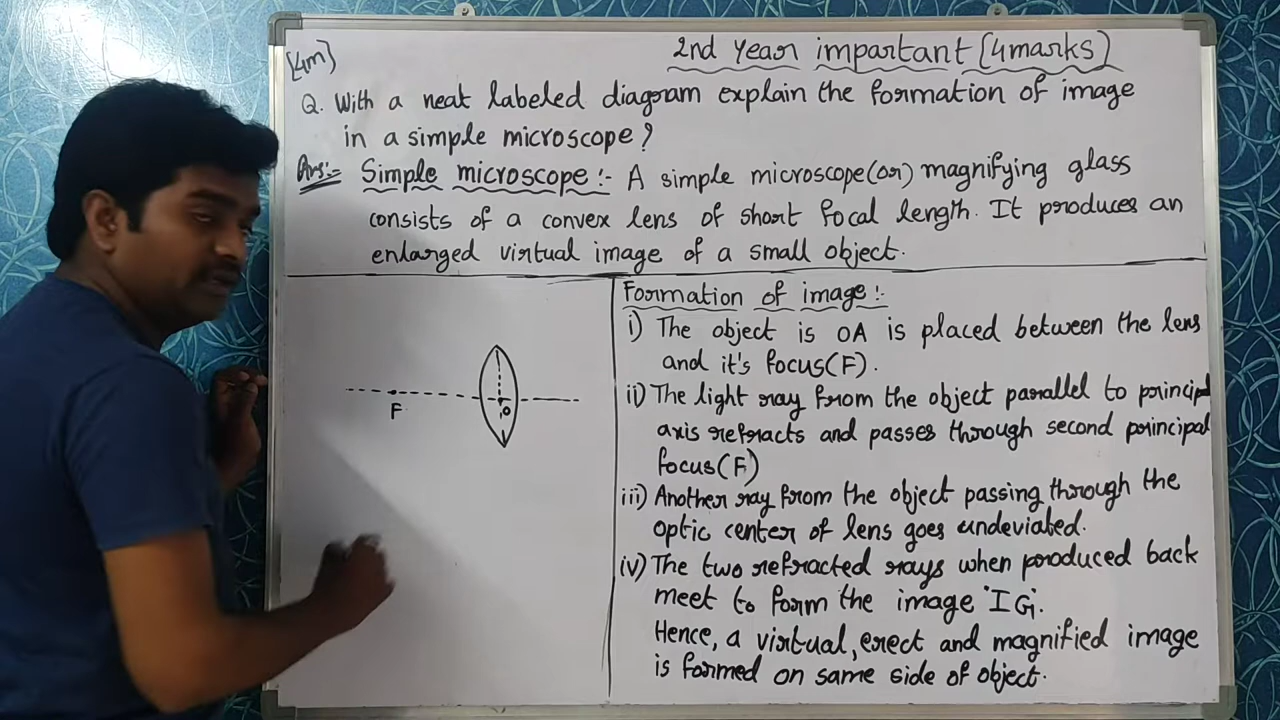 [4m]
2nd Year impartant [4marks]
Q. With a neat labeled diagram explain the formation of image
in a simple microscope?
Ans:- Simple microscope:- A simple microscope(or) magnifying glass
consists of a convex lens of short focal length. It produces an
enlarged virtual image of a small object.
F
O
Formation of image:-
i) The object is OA is placed between the lens
and it's focus(F).
ii) The light ray from the object parallel to principal
axis refracts and passes through second principal
focus(F)
iii) Another ray from the object passing through the
optic center of lens goes undeviated.
iv) The two refracted rays when produced back
meet to form the image 'IG'.
Hence, a virtual, erect and magnified image
is formed on same side of object.